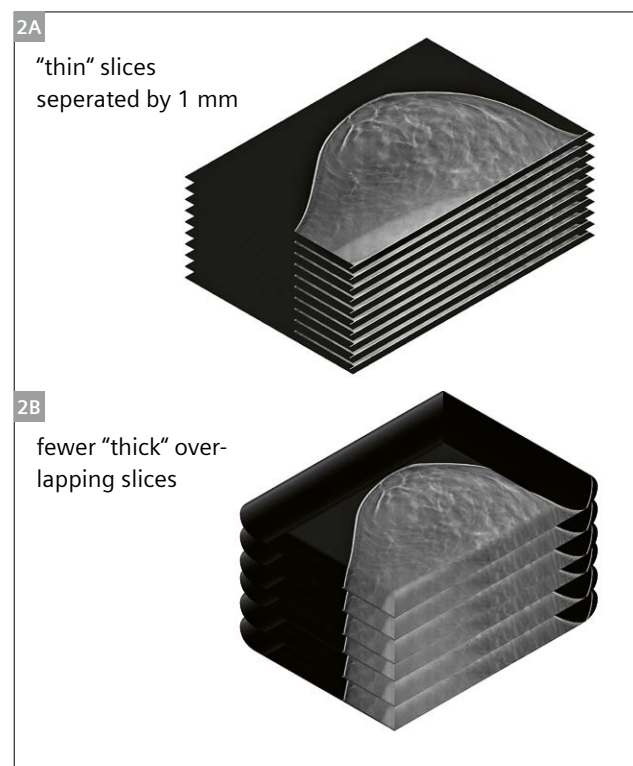 2A
“thin“ slices
seperated by 1 mm
2B
fewer “thick“ over-
lapping slices